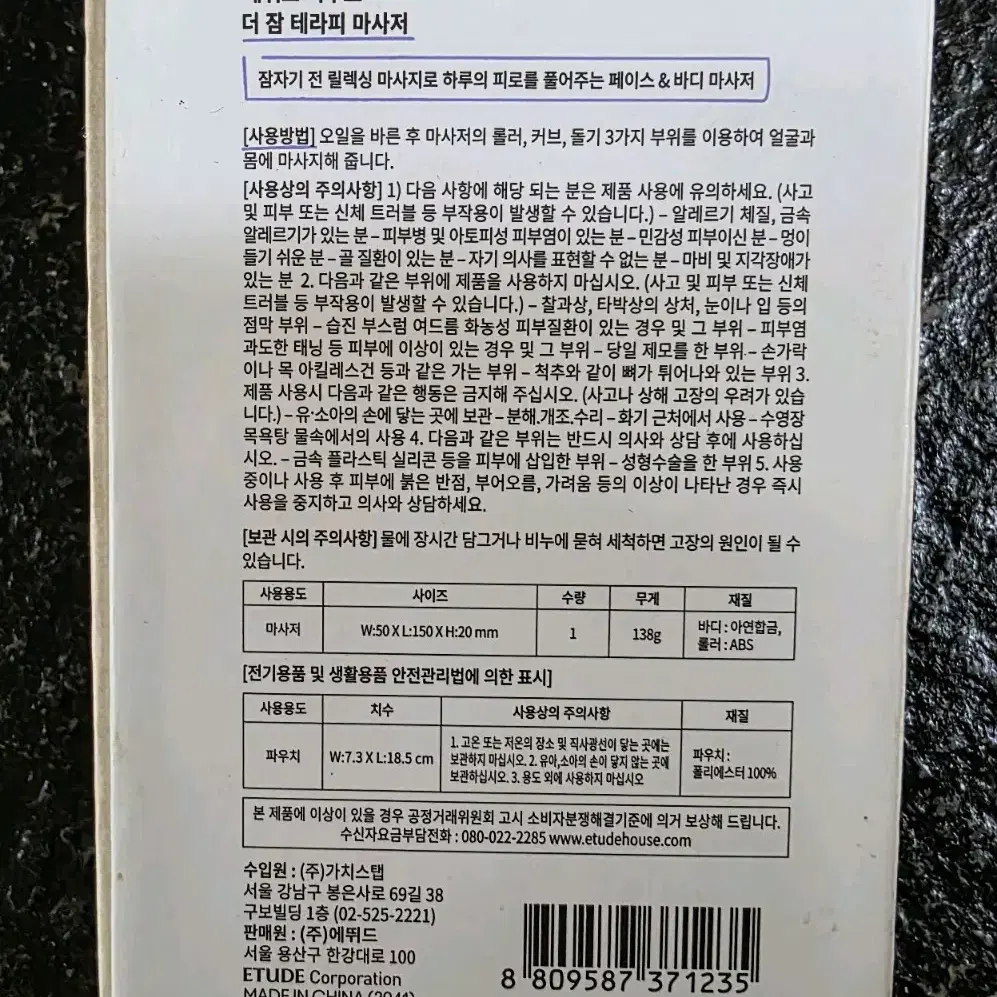 더 잠 테라피 마사저
잠자기 전 릴렉싱 마사지로 하루의 피로를 풀어주는 페이스 & 바디 마사저
[사용방법] 오일을 바른 후 마사저의 롤러, 커브, 돌기 3가지 부위를 이용하여 얼굴과
몸에 마사지해 줍니다.
[사용상의 주의사항] 1) 다음 사항에 해당 되는 분은 제품 사용에 유의하세요. (사고
및 피부 또는 신체 트러블 등 부작용이 발생할 수 있습니다.) – 알레르기 체질, 금속
알레르기가 있는 분 – 피부병 및 아토피성 피부염이 있는 분 – 민감성 피부이신 분 – 멍이
들기 쉬운 분 – 골 질환이 있는 분 – 자기 의사를 표현할 수 없는 분 – 마비 및 지각장애가
있는 분 2. 다음과 같은 부위에 제품을 사용하지 마십시오. (사고 및 피부 또는 신체
트러블 등 부작용이 발생할 수 있습니다.) – 찰과상, 타박상의 상처, 눈이나 입 등의
점막 부위 – 습진 부스럼 여드름 화농성 피부질환이 있는 경우 및 그 부위 – 피부염
과도한 태닝 등 피부에 이상이 있는 경우 및 그 부위 – 당일 제모를 한 부위 – 손가락
이나 목 아킬레스건 등과 같은 가는 부위 – 척추와 같이 뼈가 튀어나와 있는 부위 3.
제품 사용시 다음과 같은 행동은 금지해 주십시오. (사고나 상해 고장의 우려가 있습
니다.) – 유·소아의 손에 닿는 곳에 보관 – 분해.개조.수리 – 화기 근처에서 사용 – 수영장
목욕탕 물속에서의 사용 4. 다음과 같은 부위는 반드시 의사와 상담 후에 사용하십
시오. – 금속 플라스틱 실리콘 등을 피부에 삽입한 부위 – 성형수술을 한 부위 5. 사용
중이나 사용 후 피부에 붉은 반점, 부어오름, 가려움 등의 이상이 나타난 경우 즉시
사용을 중지하고 의사와 상담하세요.
[보관 시의 주의사항] 물에 장시간 담그거나 비누에 묻혀 세척하면 고장의 원인이 될 수
있습니다.
사용용도 사이즈 수량 무게 재질
마사저 W:50 X L:150 X H:20 mm 1 138g 바디 : 아연합금,
롤러 : ABS
[전기용품 및 생활용품 안전관리법에 의한 표시]
사용용도 치수 사용상의 주의사항 재질
파우치 W:7.3 X L:18.5 cm 1. 고온 또는 저온의 장소 및 직사광선이 닿는 곳에는
보관하지 마십시오. 2. 유아,소아의 손이 닿지 않는 곳에
보관하십시오. 3. 용도 외에 사용하지 마십시오
파우치 :
폴리에스터 100%
본 제품에 이상이 있을 경우 공정거래위원회 고시 소비자분쟁해결기준에 의거 보상해 드립니다.
수신자요금부담전화 : 080-022-2285 www.etudehouse.com
수입원 : (주)가치스탭
서울 강남구 봉은사로 69길 38
구보빌딩 1층 (02-525-2221)
판매원 : (주)에뛰드
서울 용산구 한강대로 100
ETUDE Corporation
MADE IN CHINA (2041)
8 809587 371235